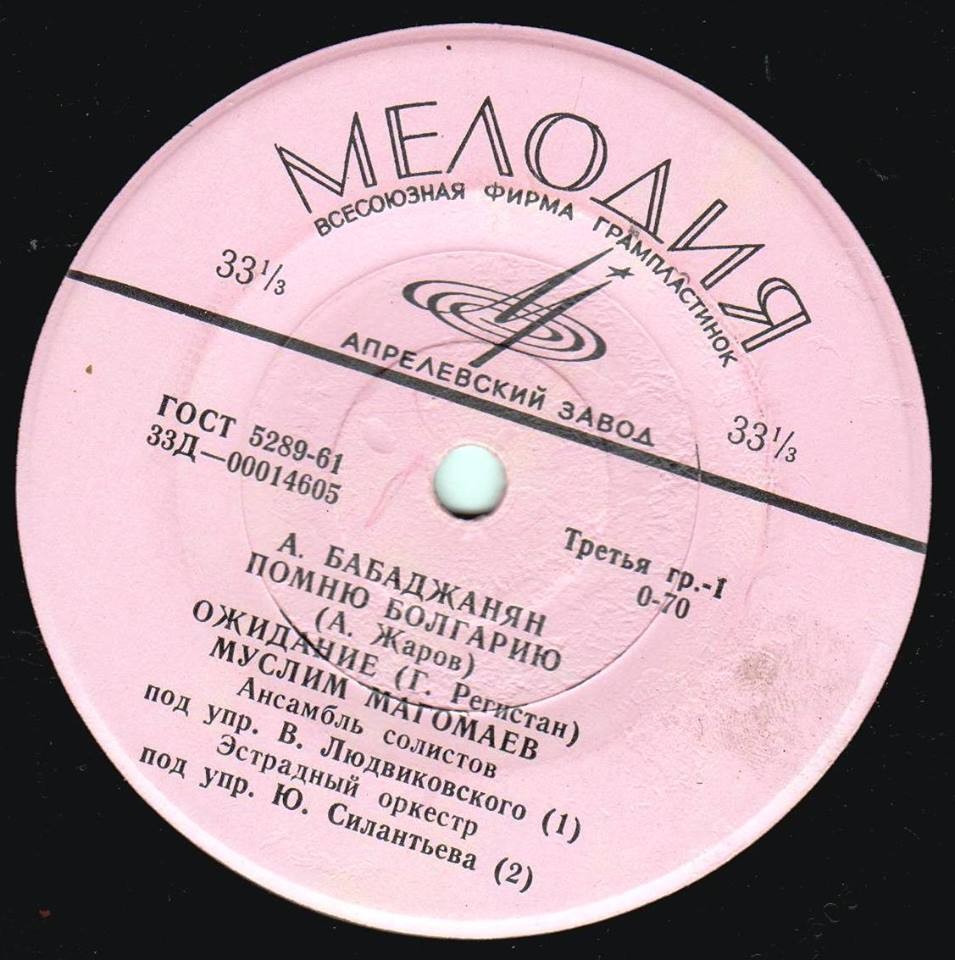 МЕЛОДИЯ
ВСЕСОЮЗНАЯ ФИРМА ГРАМПЛАСТИНОК
33⅓
АПРЕЛЕВСКИЙ ЗАВОД
33⅓
ГОСТ 5289-61
33Д—00014605
Третья гр.-1
0-70
А. БАБАДЖАНЯН
ПОМНЮ БОЛГАРИЮ
(А. Жаров)
ОЖИДАНИЕ (Г. Регистан)
МУСЛИМ МАГОМАЕВ
Ансамбль солистов
под упр. В. Людвиковского (1)
Эстрадный оркестр
под упр. Ю. Силантьева (2)